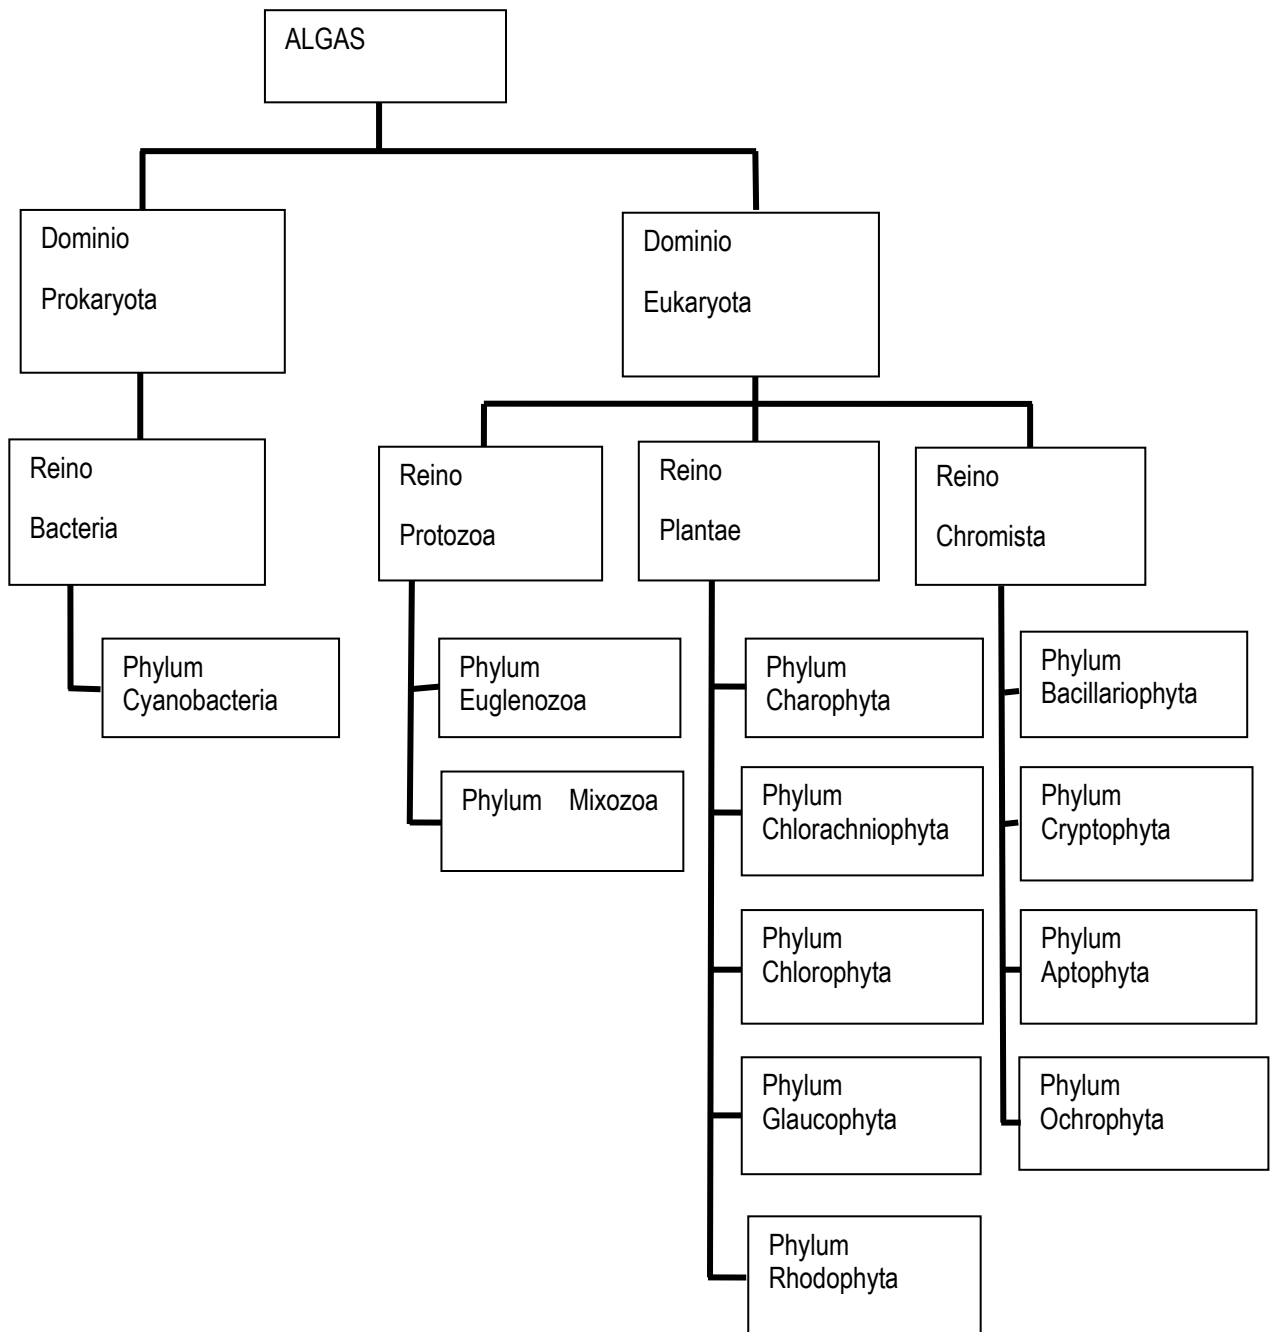 ALGAS
Dominio
Prokaryota
Dominio
Eukaryota
Reino
Bacteria
Reino
Protozoa
Reino
Plantae
Reino
Chromista
Phylum
Cyanobacteria
Phylum
Euglenozoa
Phylum Mixozoa
Phylum
Charophyta
Phylum
Chlorachniophyta
Phylum
Chlorophyta
Phylum
Glaucophyta
Phylum
Rhodophyta
Phylum
Bacillariophyta
Phylum
Cryptophyta
Phylum
Aptophyta
Phylum
Ochrophyta